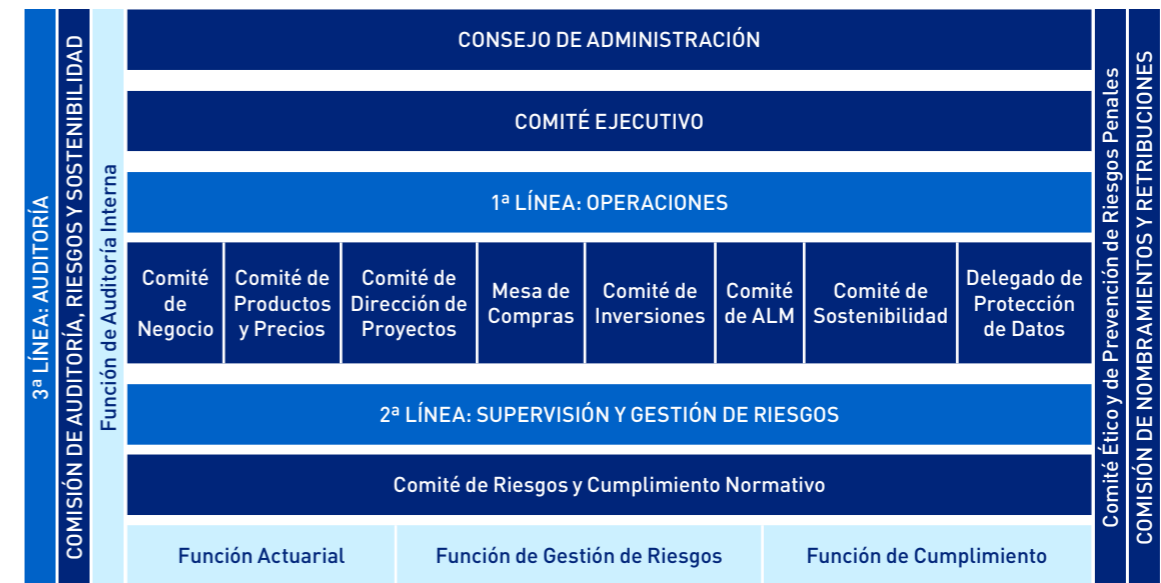 3ª LÍNEA: AUDITORÍA
COMISIÓN DE AUDITORÍA, RIESGOS Y SOSTENIBILIDAD
Función de Auditoría Interna
CONSEJO DE ADMINISTRACIÓN
COMITÉ EJECUTIVO
1ª LÍNEA: OPERACIONES
Comité
de
Negocio
Comité de
Productos
y Precios
Comité de
Dirección de
Proyectos
Mesa de
Compras
Comité de
Inversiones
Comité
de ALM
Comité de
Sostenibilidad
Delegado de
Protección
de Datos
2ª LÍNEA: SUPERVISIÓN Y GESTIÓN DE RIESGOS
Comité de Riesgos y Cumplimiento Normativo
Función Actuarial
Función de Gestión de Riesgos
Función de Cumplimiento
Comité Ético y de Prevención de Riesgos Penales
COMISIÓN DE NOMBRAMIENTOS Y RETRIBUCIONES